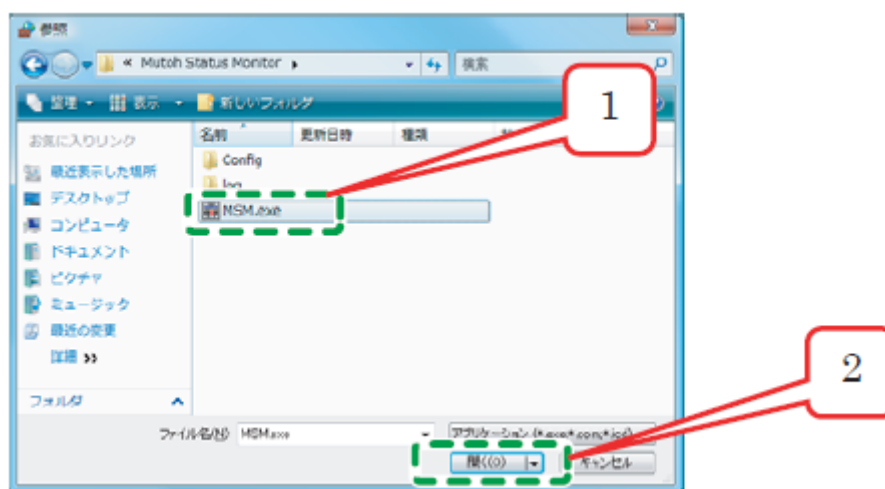 参照
« Mutoh Status Monitor
検索
整理 表示 新しいフォルダ
1
お気に入りリンク
名前 更新日時 種類
最近表示した場所
デスクトップ
コンピュータ
ドキュメント
ピクチャ
ミュージック
最近の変更
詳細 »
フォルダ
Config
log
MSM.exe
2
ファイル名(N): MSM.exe
アプリケーション (*.exe;*.com;*.icd)
開く(O)
キャンセル